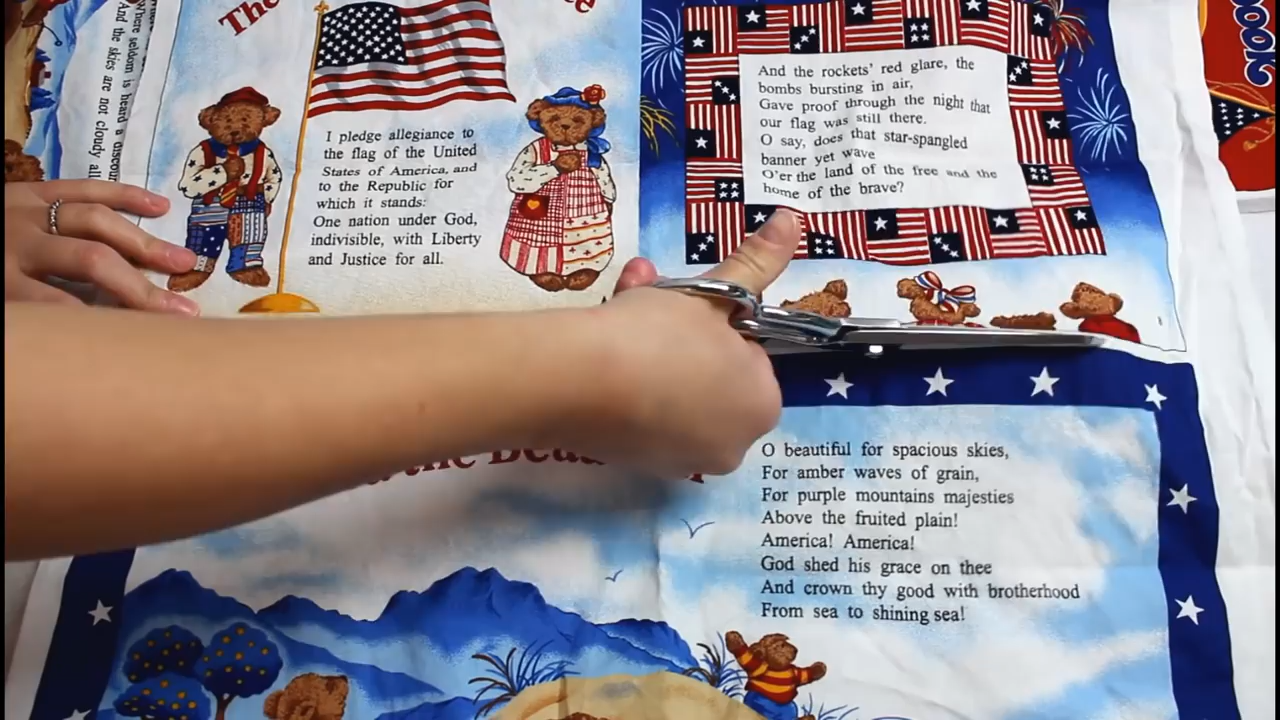 The
where seldom is heard a
And the skies are not cloudy all
I pledge allegiance to
the flag of the United
States of America, and
to the Republic for
which it stands:
One nation under God,
indivisible, with Liberty
and Justice for all.
And the rockets' red glare, the
bombs bursting in air,
Gave proof through the night that
our flag was still there.
O say, does that star-spangled
banner yet wave
O'er the land of the free and the
home of the brave?
the
O beautiful for spacious skies,
For amber waves of grain,
For purple mountains majesties
Above the fruited plain!
America! America!
God shed his grace on thee
And crown thy good with brotherhood
From sea to shining sea!